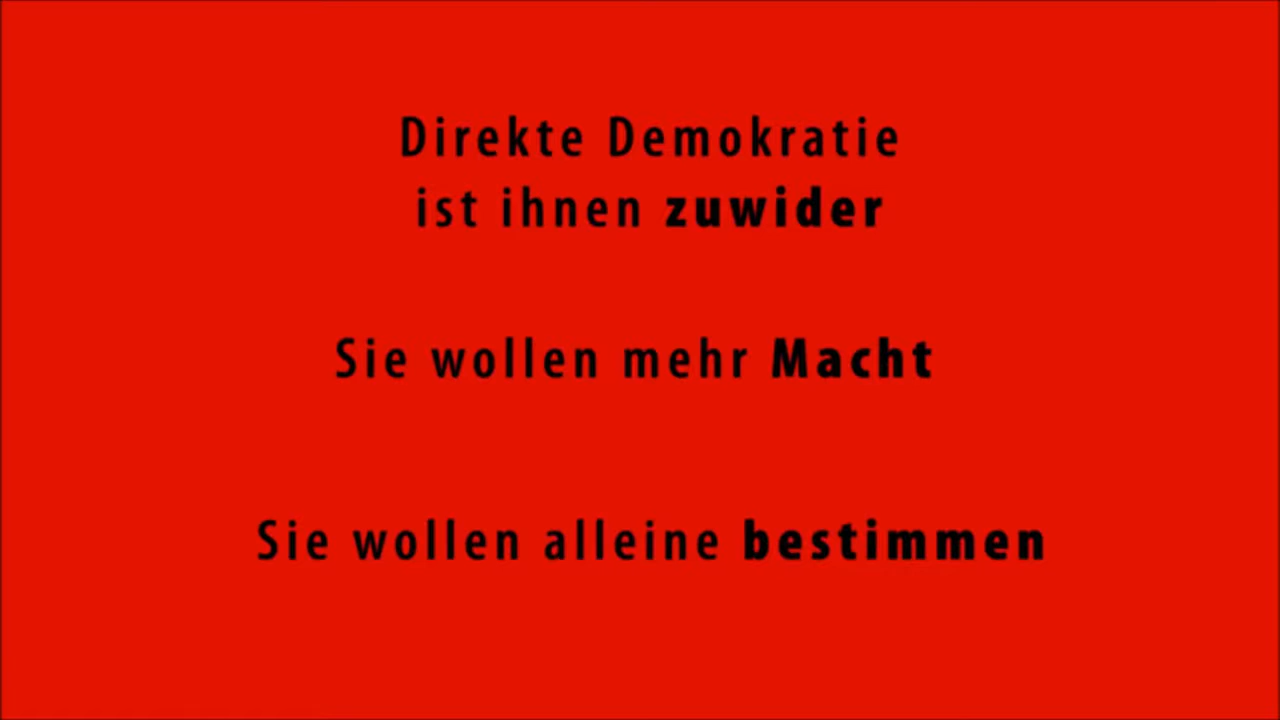 Direkte Demokratie
ist ihnen zuwider
Sie wollen mehr Macht
Sie wollen alleine bestimmen